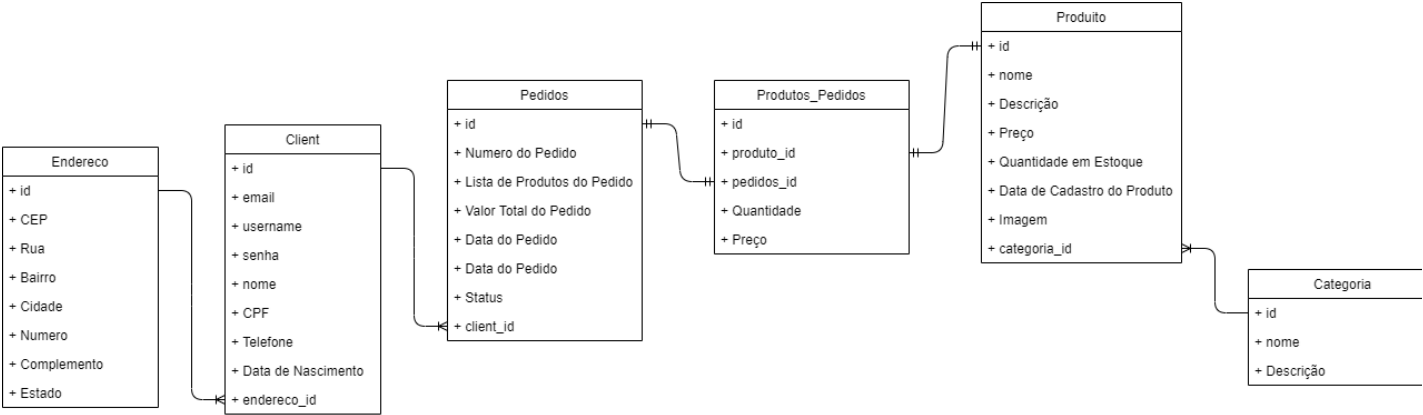 Endereco
+ id
+ CEP
+ Rua
+ Bairro
+ Cidade
+ Numero
+ Complemento
+ Estado
Client
+ id
+ email
+ username
+ senha
+ nome
+ CPF
+ Telefone
+ Data de Nascimento
+ endereco_id
Pedidos
+ id
+ Numero do Pedido
+ Lista de Produtos do Pedido
+ Valor Total do Pedido
+ Data do Pedido
+ Data do Pedido
+ Status
+ client_id
Produtos_Pedidos
+ id
+ produto_id
+ pedidos_id
+ Quantidade
+ Preço
Produito
+ id
+ nome
+ Descrição
+ Preço
+ Quantidade em Estoque
+ Data de Cadastro do Produto
+ Imagem
+ categoria_id
Categoria
+ id
+ nome
+ Descrição